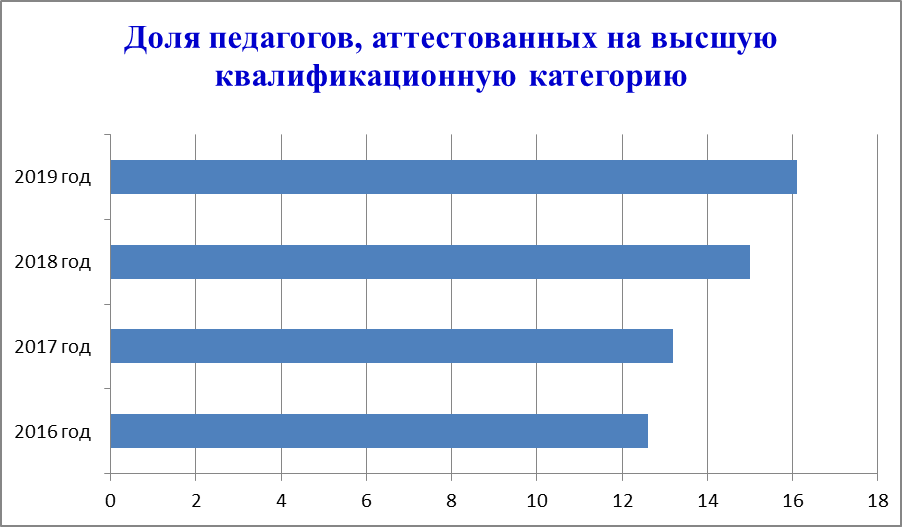 Доля педагогов, аттестованных на высшую
квалификационную категорию
2019 год
2018 год
2017 год
2016 год
0 2 4 6 8 10 12 14 16 18